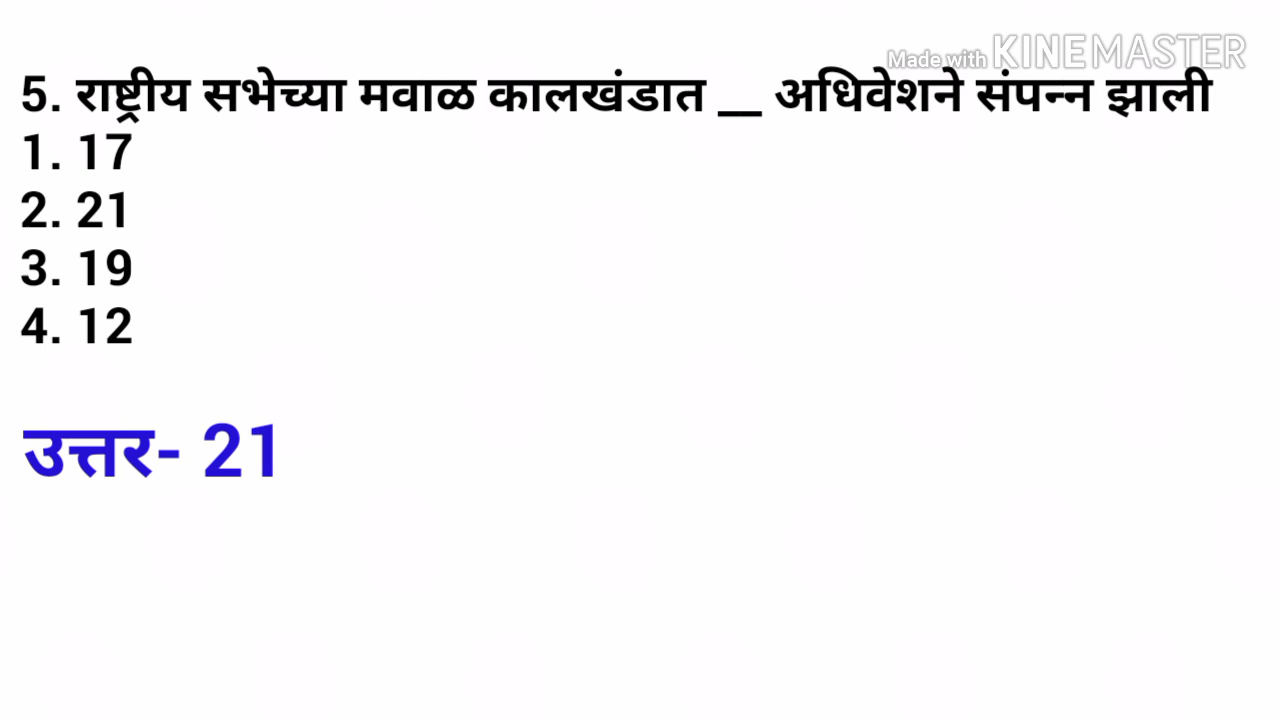 Made with KINEMASTER
5. राष्ट्रीय सभेच्या मवाळ कालखंडात __ अधिवेशने संपन्न झाली
1. 17
2. 21
3. 19
4. 12
उत्तर- 21